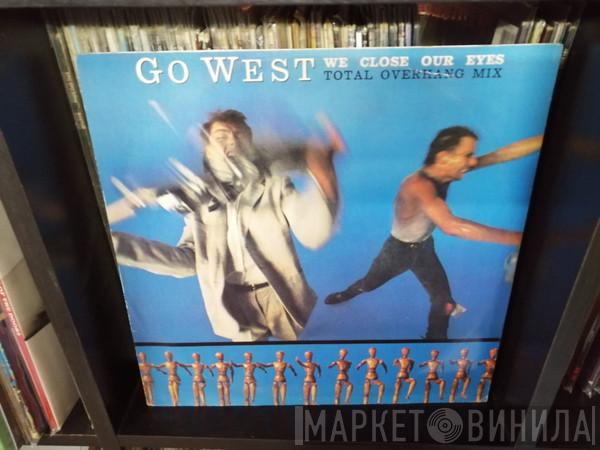 GO WEST WE CLOSE OUR EYES
TOTAL OVERHANG MIX
МАРКЕТ ВИНИЛА